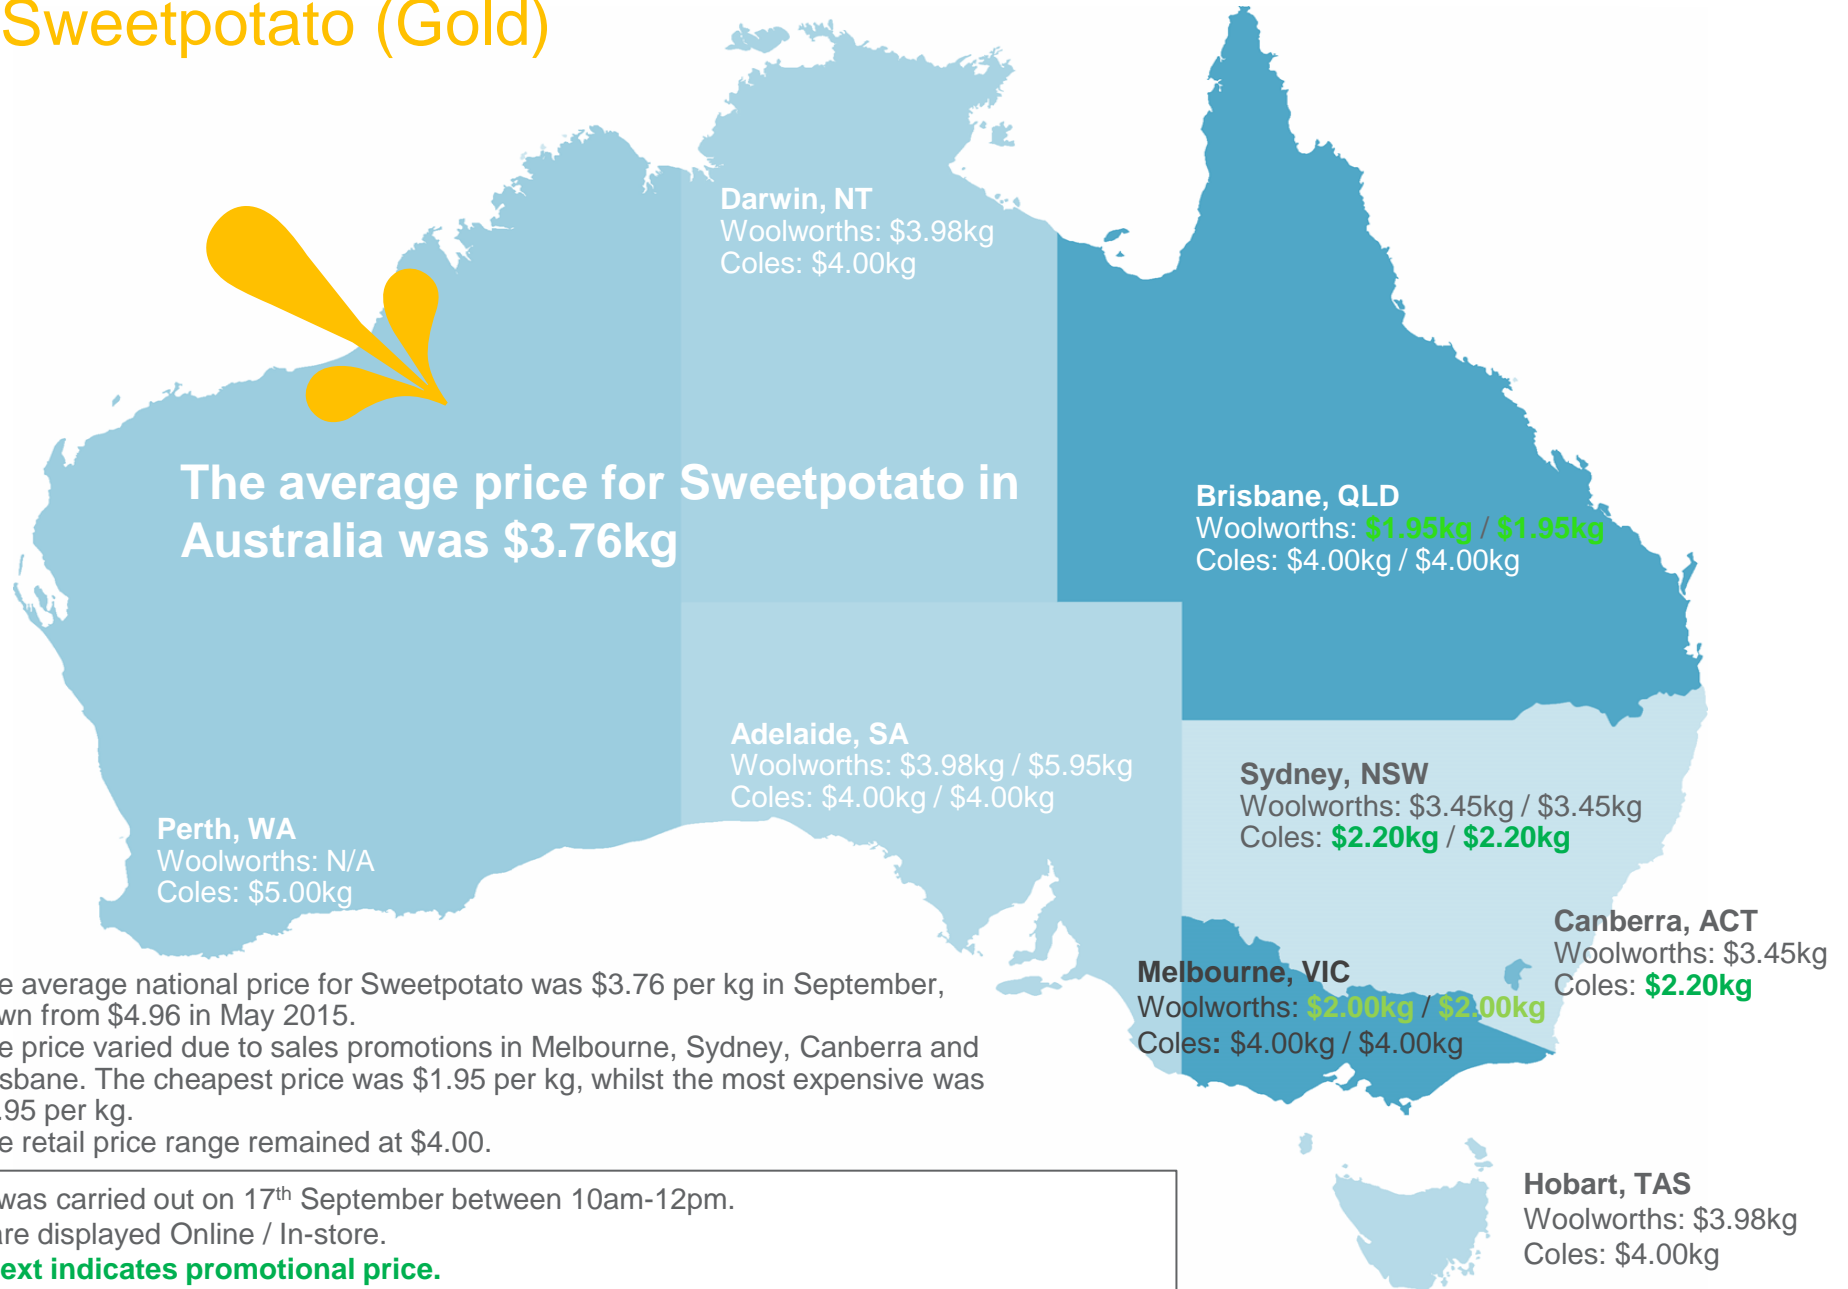 Sweetpotato (Gold)
Darwin, NT
Woolworths: $3.98kg
Coles: $4.00kg
The average price for Sweetpotato in
Australia was $3.76kg
Brisbane, QLD
Woolworths: $1.95kg / $1.95kg
Coles: $4.00kg / $4.00kg
Adelaide, SA
Woolworths: $3.98kg / $5.95kg
Coles: $4.00kg / $4.00kg
Sydney, NSW
Woolworths: $3.45kg / $3.45kg
Coles: $2.20kg / $2.20kg
Perth, WA
Woolworths: N/A
Coles: $5.00kg
Canberra, ACT
Woolworths: $3.45kg
Coles: $2.20kg
Melbourne, VIC
Woolworths: $2.00kg / $2.00kg
Coles: $4.00kg / $4.00kg
e average national price for Sweetpotato was $3.76 per kg in September,
wn from $4.96 in May 2015.
e price varied due to sales promotions in Melbourne, Sydney, Canberra and
sbane. The cheapest price was $1.95 per kg, whilst the most expensive was
.95 per kg.
e retail price range remained at $4.00.
was carried out on 17th September between 10am-12pm.
are displayed Online / In-store.
ext indicates promotional price.
Hobart, TAS
Woolworths: $3.98kg
Coles: $4.00kg